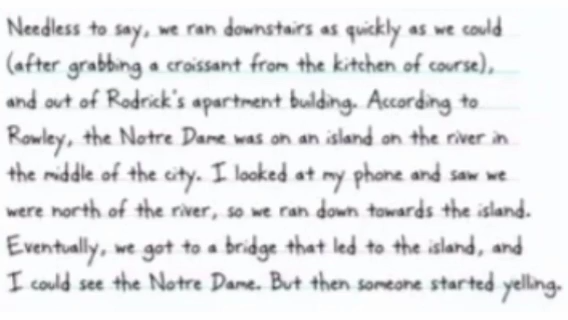 Needless to say, we ran downstairs as quickly as we could
(after grabbing a croissant from the kitchen of course),
and out of Rodrick's apartment building. According to
Rowley, the Notre Dame was on an island on the river in
the middle of the city. I looked at my phone and saw we
were north of the river, so we ran down towards the island.
Eventually, we got to a bridge that led to the island, and
I could see the Notre Dame. But then someone started yelling.